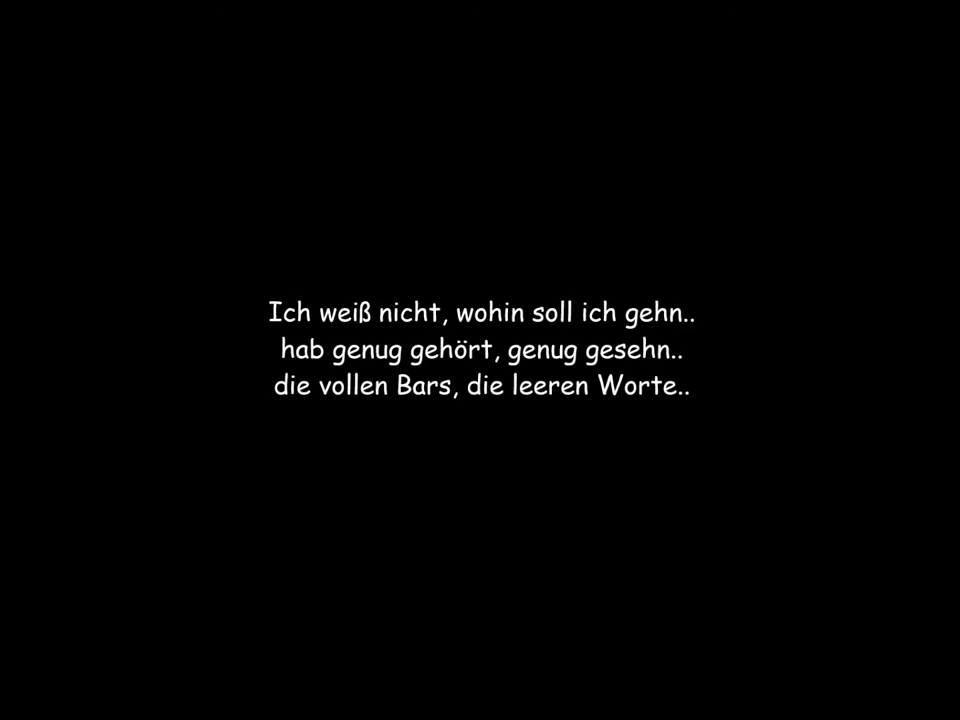 Ich weiß nicht, wohin soll ich gehn..
hab genug gehört, genug gesehn..
die vollen Bars, die leeren Worte..